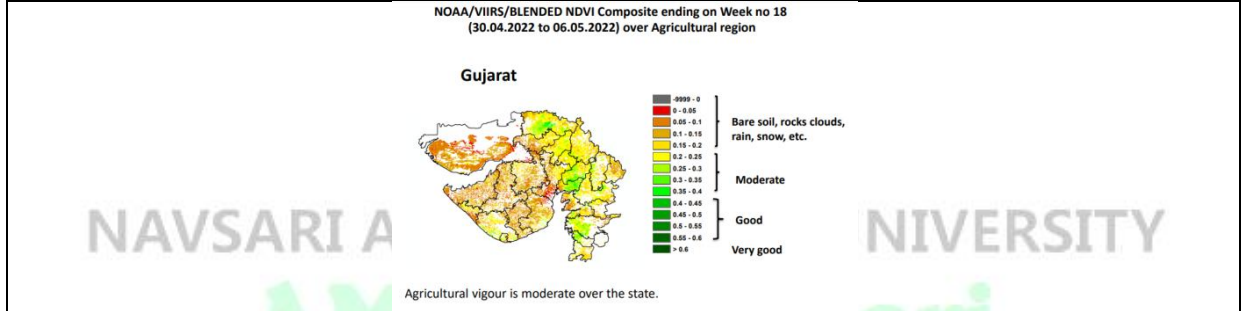 NOAA/VIIRS/BLENDED NDVI Composite ending on Week no 18
(30.04.2022 to 06.05.2022) over Agricultural region
Gujarat
-9999 - 0
0 - 0.05
0.05 - 0.1
0.1 - 0.15
0.15 - 0.2
0.2 - 0.25
0.25 - 0.3
0.3 - 0.35
0.35 - 0.4
0.4 - 0.45
0.45 - 0.5
0.5 - 0.55
0.55 - 0.6
> 0.6
Bare soil, rocks clouds,
rain, snow, etc.
Moderate
Good
Very good
NAVSARI A NIVERSITY
Agricultural vigour is moderate over the state.